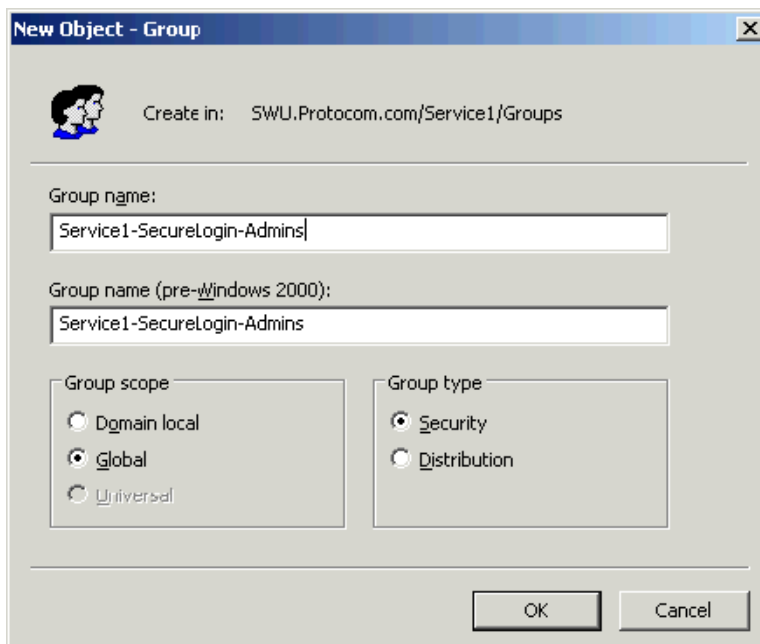 New Object - Group
Create in: SWU.Protocom.com/Service1/Groups
Group name:
Service1-SecureLogin-Admins
Group name (pre-Windows 2000):
Service1-SecureLogin-Admins
Group scope
Domain local
Global
Universal
Group type
Security
Distribution
OK
Cancel